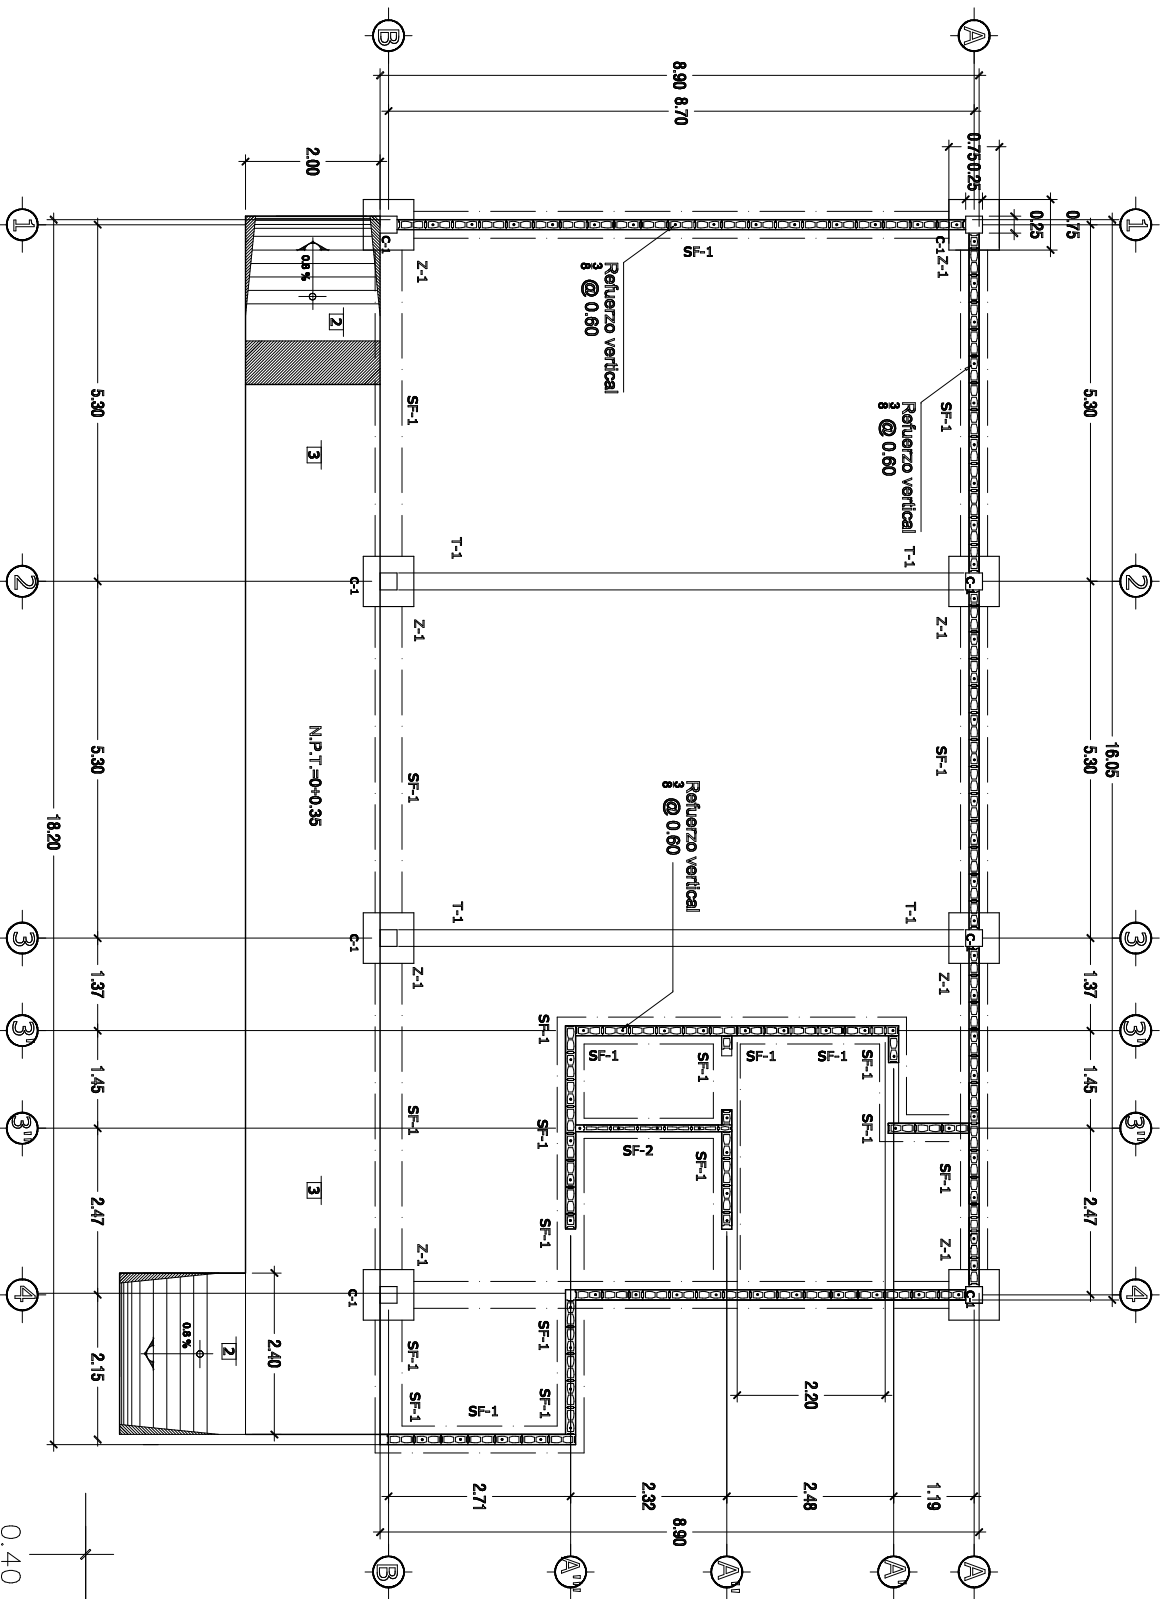 B
A
8.90
8.70
2.00
0.75
0.25
0.75
0.25
1
1
C-1
Z-1
SF-1
C-1
Z-1
0.8 %
2
Refuerzo vertical
3
8 @ 0.60
Refuerzo vertical
3
8 @ 0.60
5.30
SF-1
SF-1
5.30
3
T-1
T-1
2
C-1
C-1
2
Z-1
Z-1
16.05
5.30
SF-1
SF-1
5.30
N.P.T.=0+0.35
18.20
Refuerzo vertical
3
8 @ 0.60
T-1
T-1
3
C-1
C-1
3
Z-1
Z-1
1.37
1.37
3'
SF-1
3'
SF-1
SF-1
SF-1
SF-1
SF-1
1.45
1.45
3''
SF-1
SF-1
SF-1
3''
SF-2
SF-1
SF-1
3
2.47
2.47
SF-1
Z-1
Z-1
4
C-1
C-1
4
0.8 %
2
2.40
2.15
SF-1
SF-1
SF-1
SF-1
SF-1
2.20
2.71
2.32
2.48
1.19
8.90
B
A'''
A''
A'
A
0.40